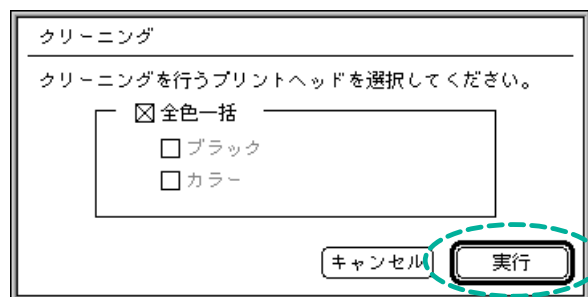 クリーニング
クリーニングを行うプリントヘッドを選択してください。
全色一括
ブラック
カラー
キャンセル 実行